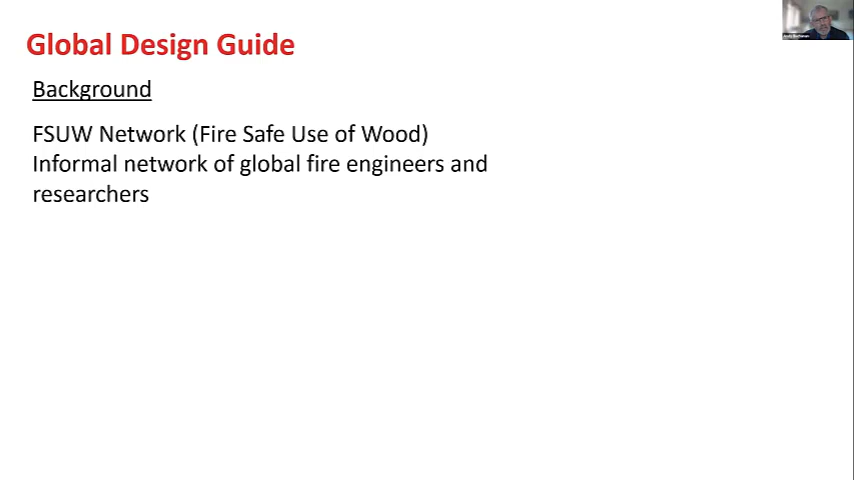 Global Design Guide
Background
FSUW Network (Fire Safe Use of Wood)
Informal network of global fire engineers and
researchers